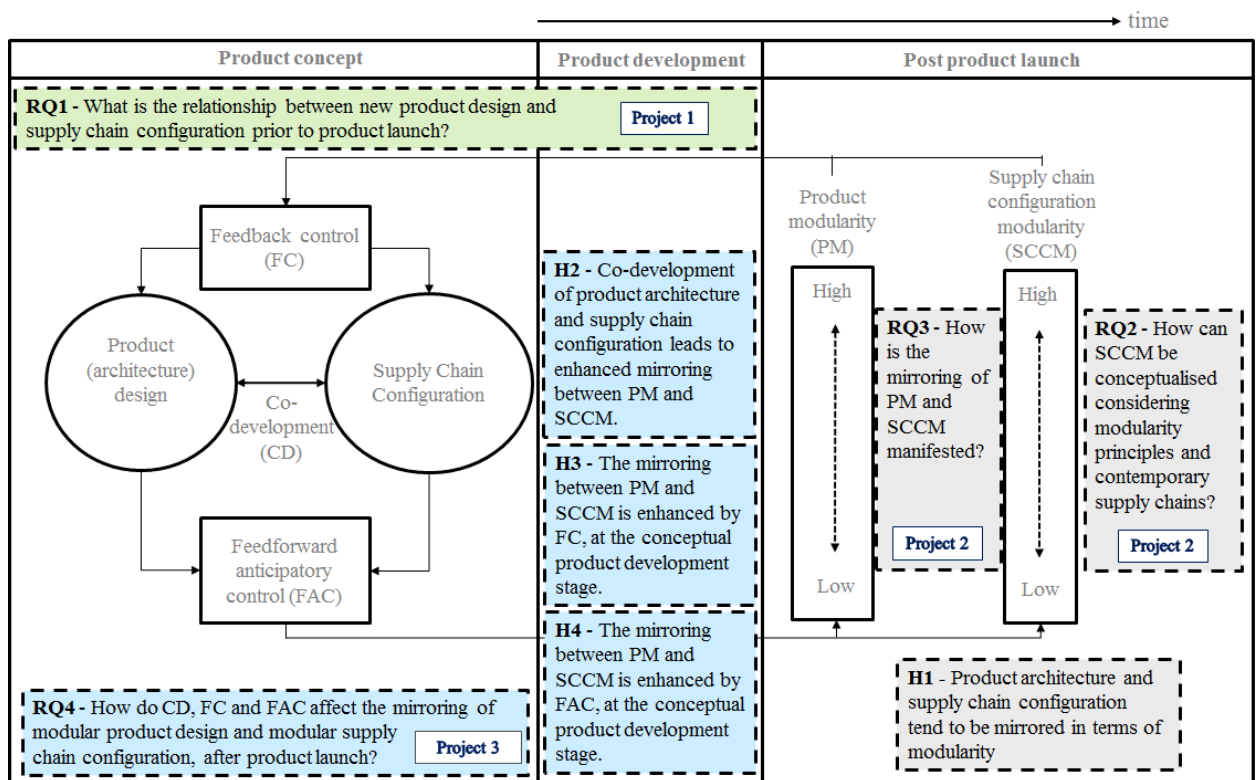 time
Product concept
Product development
Post product launch
RQ1 - What is the relationship between new product design and
supply chain configuration prior to product launch?
Project 1
Feedback control
(FC)
Product
(architecture)
design
Co-
development
(CD)
Supply Chain
Configuration
Feedforward
anticipatory
control (FAC)
RQ4 - How do CD, FC and FAC affect the mirroring of
modular product design and modular supply
chain configuration, after product launch?
Project 3
H2 - Co-development
of product architecture
and supply chain
configuration leads to
enhanced mirroring
between PM and
SCCM.
H3 - The mirroring
between PM and
SCCM is enhanced by
FC, at the conceptual
product development
stage.
H4 - The mirroring
between PM and
SCCM is enhanced by
FAC, at the conceptual
product development
stage.
Product
modularity
(PM)
High
Low
RQ3 - How
is the
mirroring of
PM and
SCCM
manifested?
Project 2
Supply chain
configuration
modularity
(SCCM)
High
Low
RQ2 - How can
SCCM be
conceptualised
considering
modularity
principles and
contemporary
supply chains?
Project 2
H1 - Product architecture and
supply chain configuration
tend to be mirrored in terms of
modularity